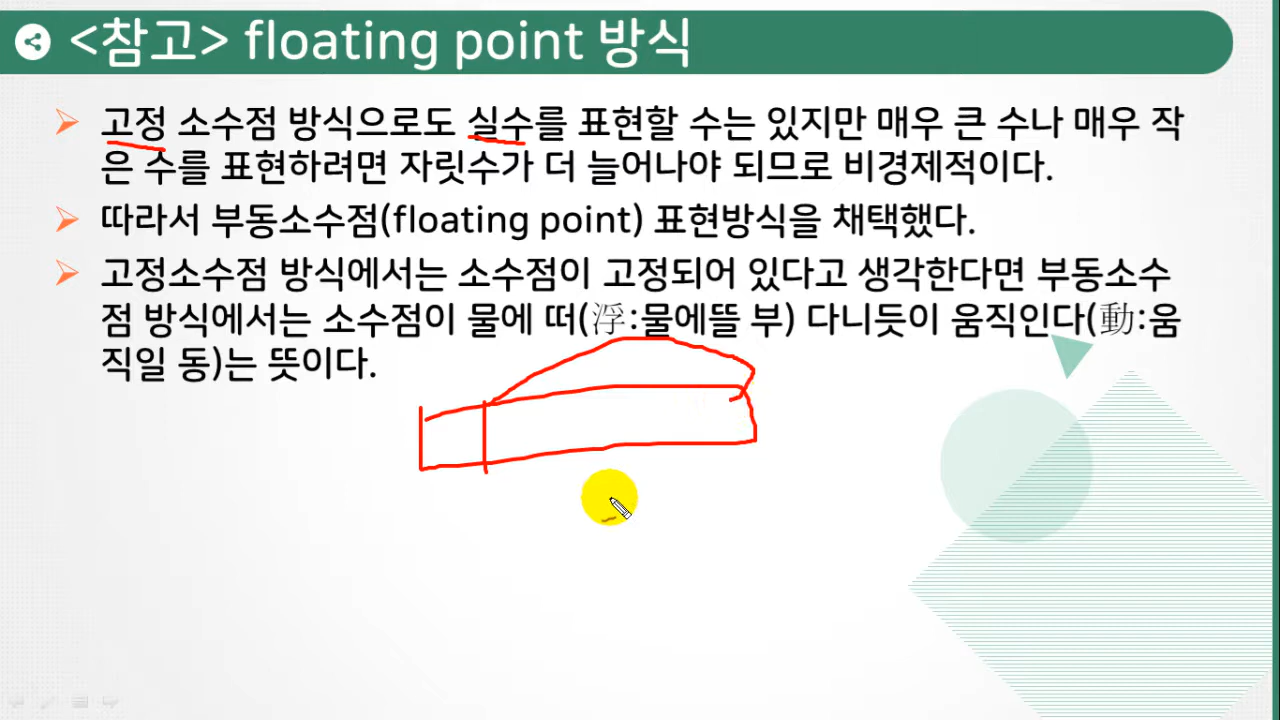 <참고> floating point 방식
고정 소수점 방식으로도 실수를 표현할 수는 있지만 매우 큰 수나 매우 작
은 수를 표현하려면 자릿수가 더 늘어나야 되므로 비경제적이다.
따라서 부동소수점(floating point) 표현방식을 채택했다.
고정소수점 방식에서는 소수점이 고정되어 있다고 생각한다면 부동소수
점 방식에서는 소수점이 물에 떠(浮:물에뜰 부) 다니듯이 움직인다(動:움
직일 동)는 뜻이다.